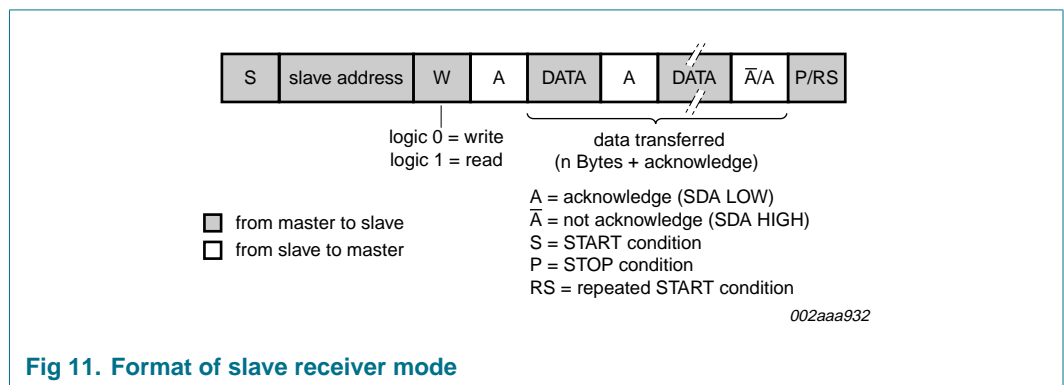 S slave address W A DATA A DATA A̅/A P/RS
logic 0 = write
logic 1 = read
data transferred
(n Bytes + acknowledge)
from master to slave
from slave to master
A = acknowledge (SDA LOW)
A̅ = not acknowledge (SDA HIGH)
S = START condition
P = STOP condition
RS = repeated START condition
002aaa932
Fig 11. Format of slave receiver mode